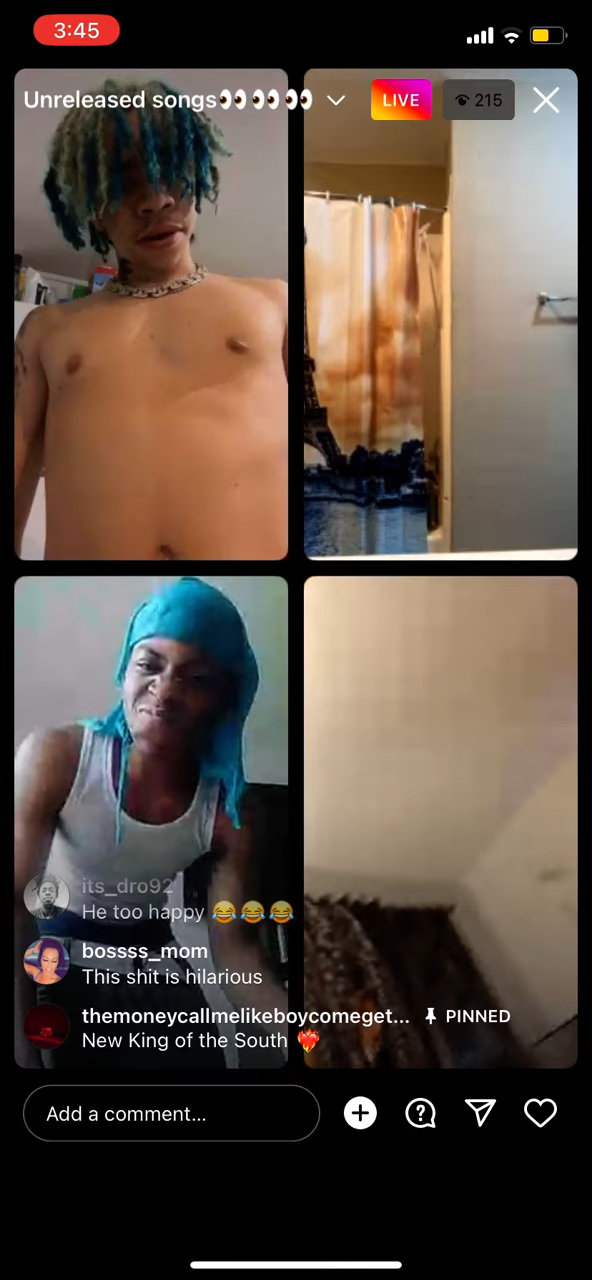 3:45
Unreleased songs👀👀👀
LIVE
215
its_dro92
He too happy 😂😂😂
bossss_mom
This shit is hilarious
themoneycallmelikeboycomeget... PINNED
New King of the South ❤️‍🔥
Add a comment...